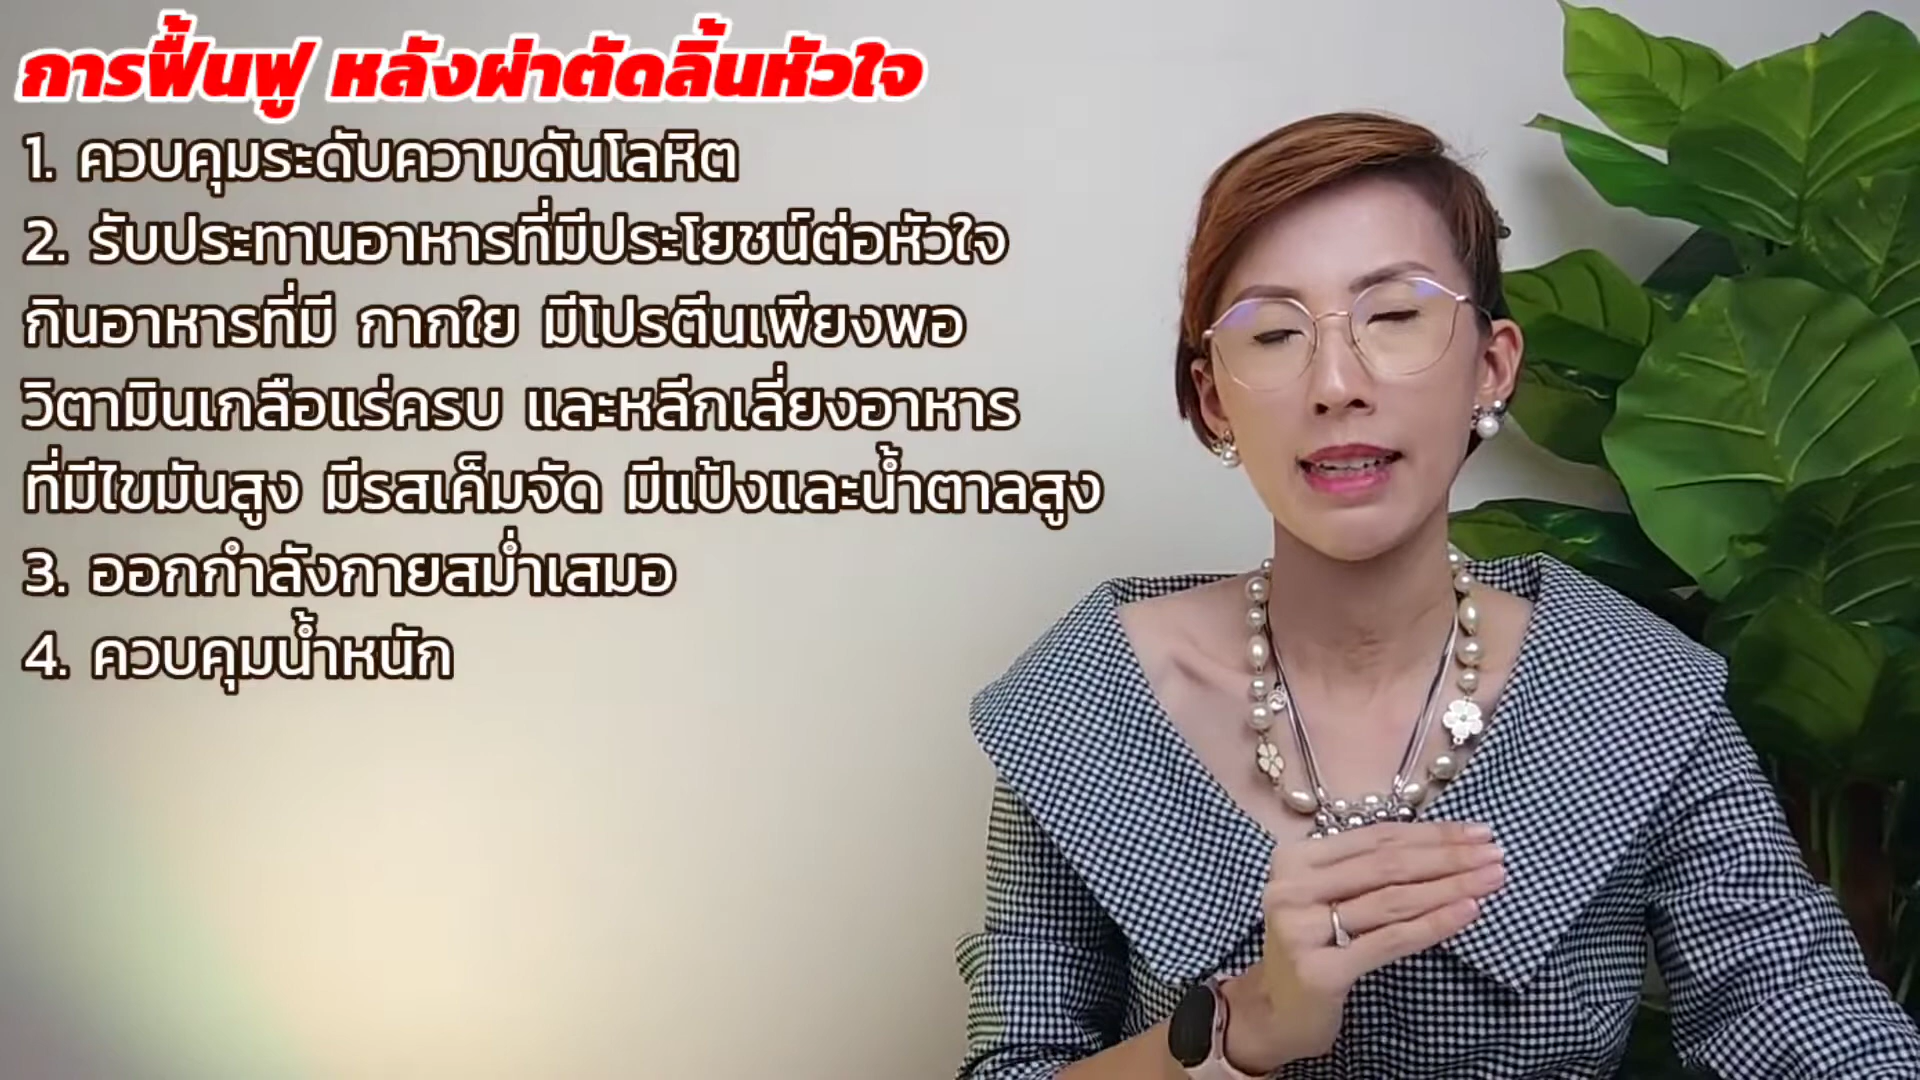 การฟื้นฟู หลังผ่าตัดลิ้นหัวใจ
1. ควบคุมระดับความดันโลหิต
2. รับประทานอาหารที่มีประโยชน์ต่อหัวใจ
กินอาหารที่มี กากใย มีโปรตีนเพียงพอ
วิตามินเกลือแร่ครบ และหลีกเลี่ยงอาหาร
ที่มีไขมันสูง มีรสเค็มจัด มีแป้งและน้ำตาลสูง
3. ออกกำลังกายสม่ำเสมอ
4. ควบคุมน้ำหนัก